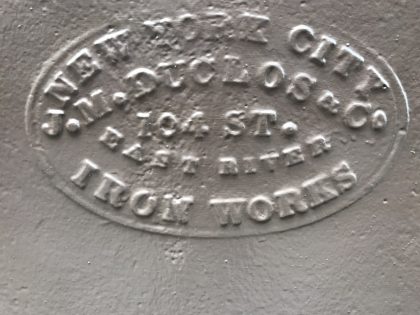 NEW YORK CITY.
J. M. DUCLOS & Co
104 ST.
EAST RIVER
IRON WORKS